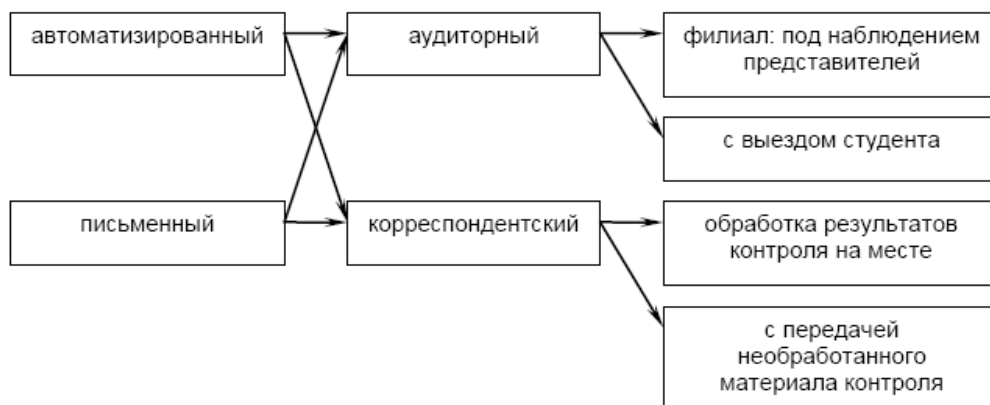 автоматизированный
аудиторный
филиал: под наблюдением
представителей
с выездом студента
письменный
корреспондентский
обработка результатов
контроля на месте
с передачей
необработанного
материала контроля